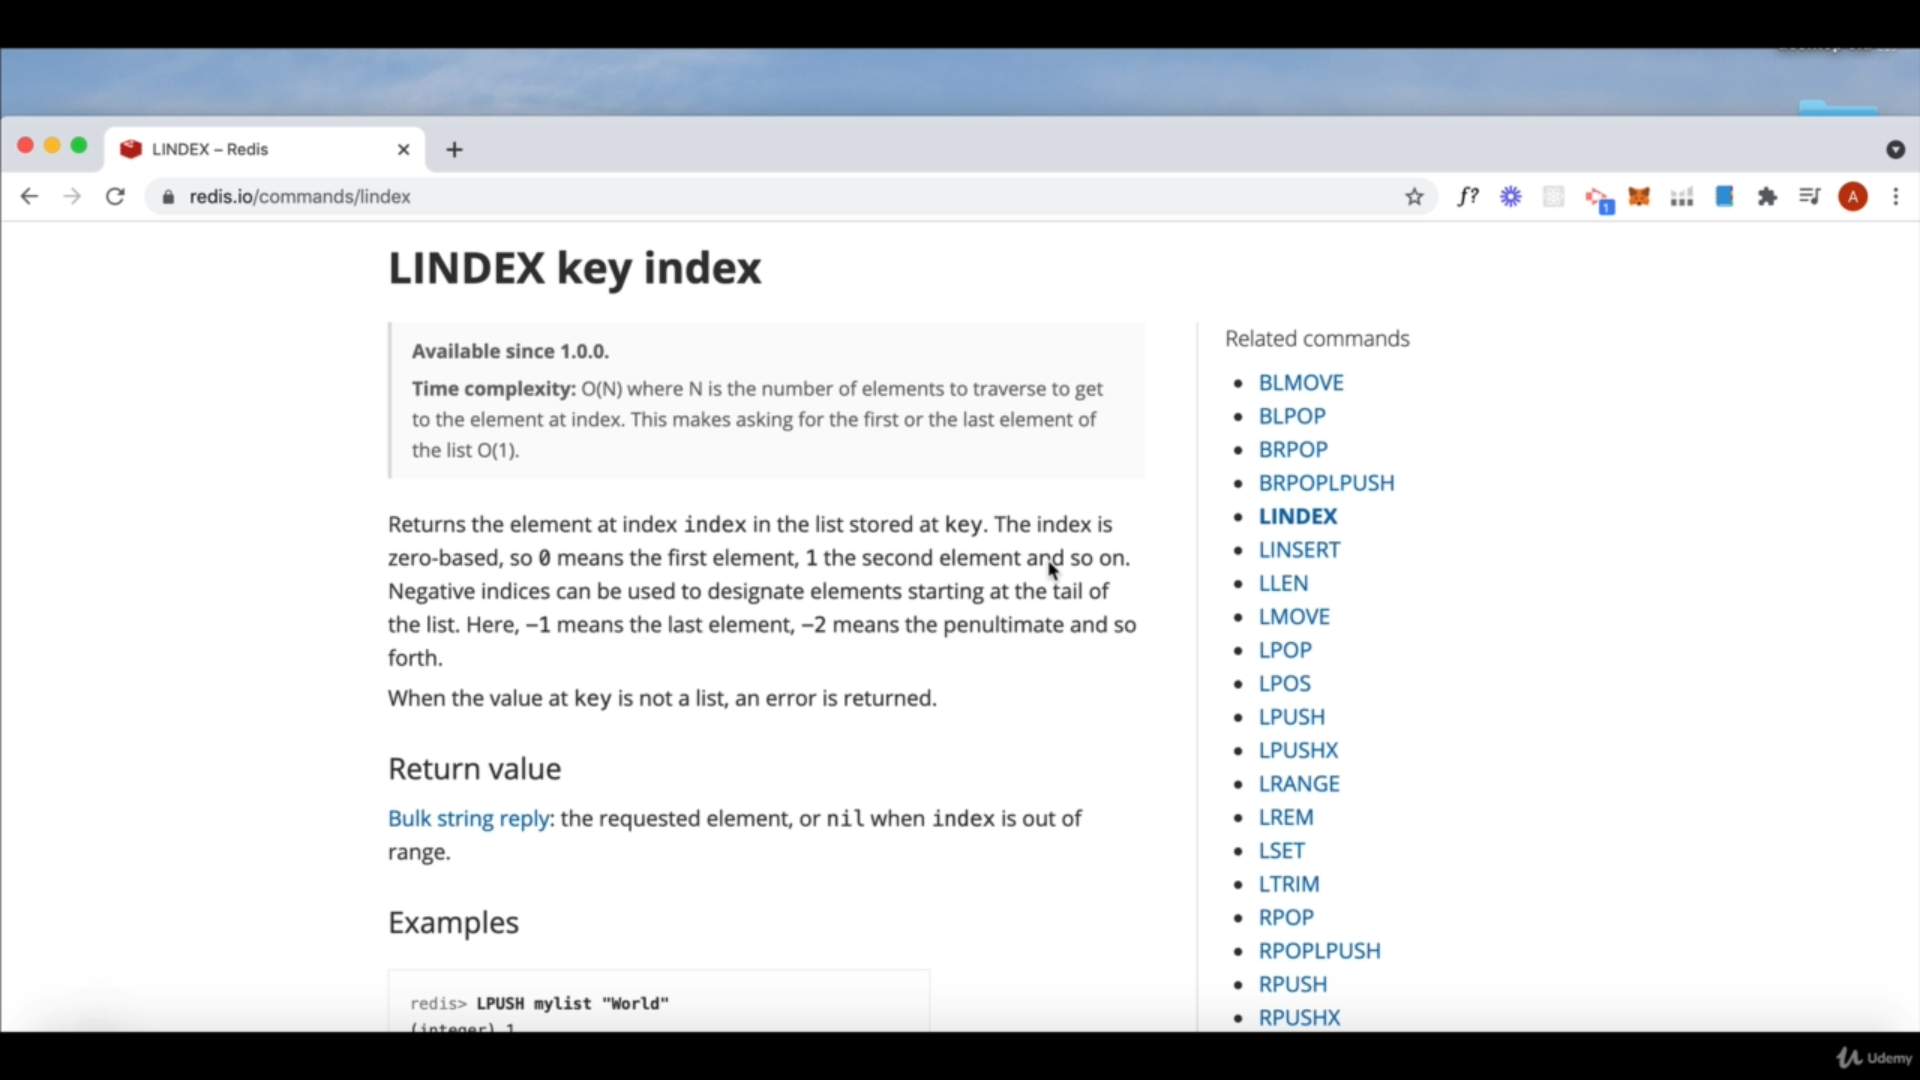 LINDEX – Redis
redis.io/commands/lindex
f?
1
A
LINDEX key index
Available since 1.0.0.
Time complexity: O(N) where N is the number of elements to traverse to get
to the element at index. This makes asking for the first or the last element of
the list O(1).
Returns the element at index index in the list stored at key. The index is
zero-based, so 0 means the first element, 1 the second element and so on.
Negative indices can be used to designate elements starting at the tail of
the list. Here, −1 means the last element, −2 means the penultimate and so
forth.
When the value at key is not a list, an error is returned.
Return value
Bulk string reply: the requested element, or nil when index is out of
range.
Examples
redis> LPUSH mylist "World"
(integer) 1
Related commands
BLMOVE
BLPOP
BRPOP
BRPOPLPUSH
LINDEX
LINSERT
LLEN
LMOVE
LPOP
LPOS
LPUSH
LPUSHX
LRANGE
LREM
LSET
LTRIM
RPOP
RPOPLPUSH
RPUSH
RPUSHX
Udemy